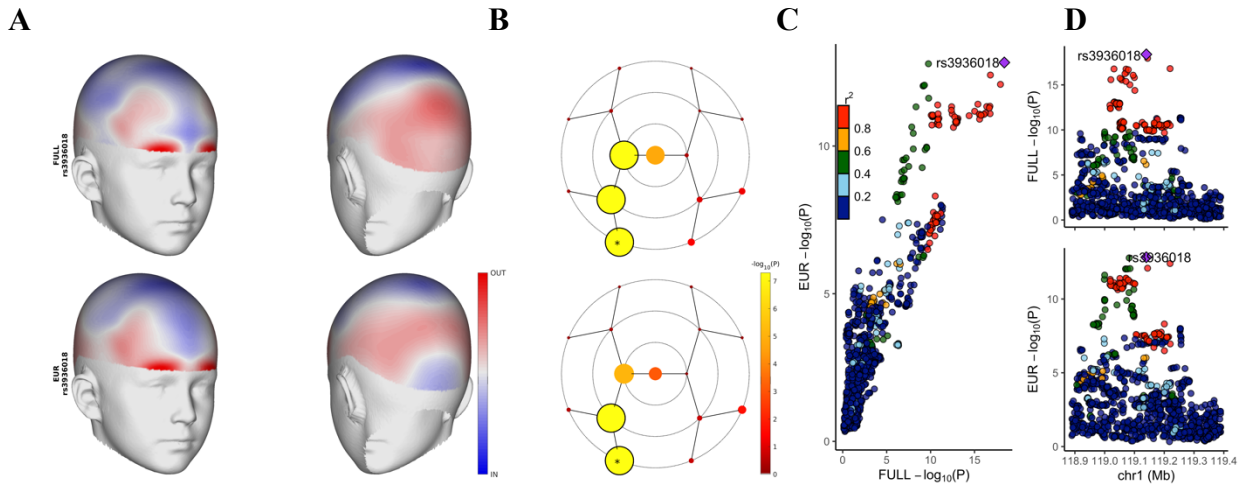 A
B
C
D
FULL
rs3936018
EUR
rs3936018
OUT
IN
*
*
-log10(P)
7
6
5
4
3
2
1
0
rs3936018
r2
0.8
0.6
0.4
0.2
10
5
0
EUR −log10(P)
0
5
10
15
FULL −log10(P)
rs3936018
15
10
5
0
FULL −log10(P)
rs3936018
10
5
0
EUR −log10(P)
118.9 119.0 119.1 119.2 119.3 119.4
chr1 (Mb)